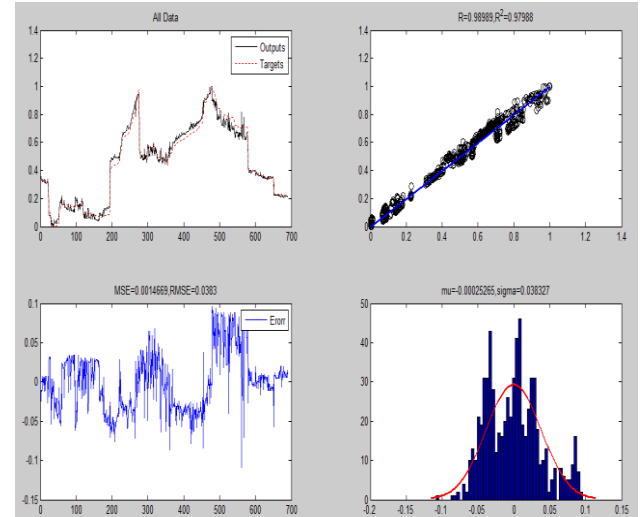 All Data
1.4
1.2
1
0.8
0.6
0.4
0.2
0
0 100 200 300 400 500 600 700
Outputs
Targets
R=0.98989,R²=0.97988
1.4
1.2
1
0.8
0.6
0.4
0.2
0
0 0.2 0.4 0.6 0.8 1 1.2 1.4
MSE=0.0014669,RMSE=0.0383
0.1
0.05
0
-0.05
-0.1
-0.15
0 100 200 300 400 500 600 700
Erorr
mu=-0.00025265,sigma=0.038327
50
40
30
20
10
0
-0.2 -0.15 -0.1 -0.05 0 0.05 0.1 0.15